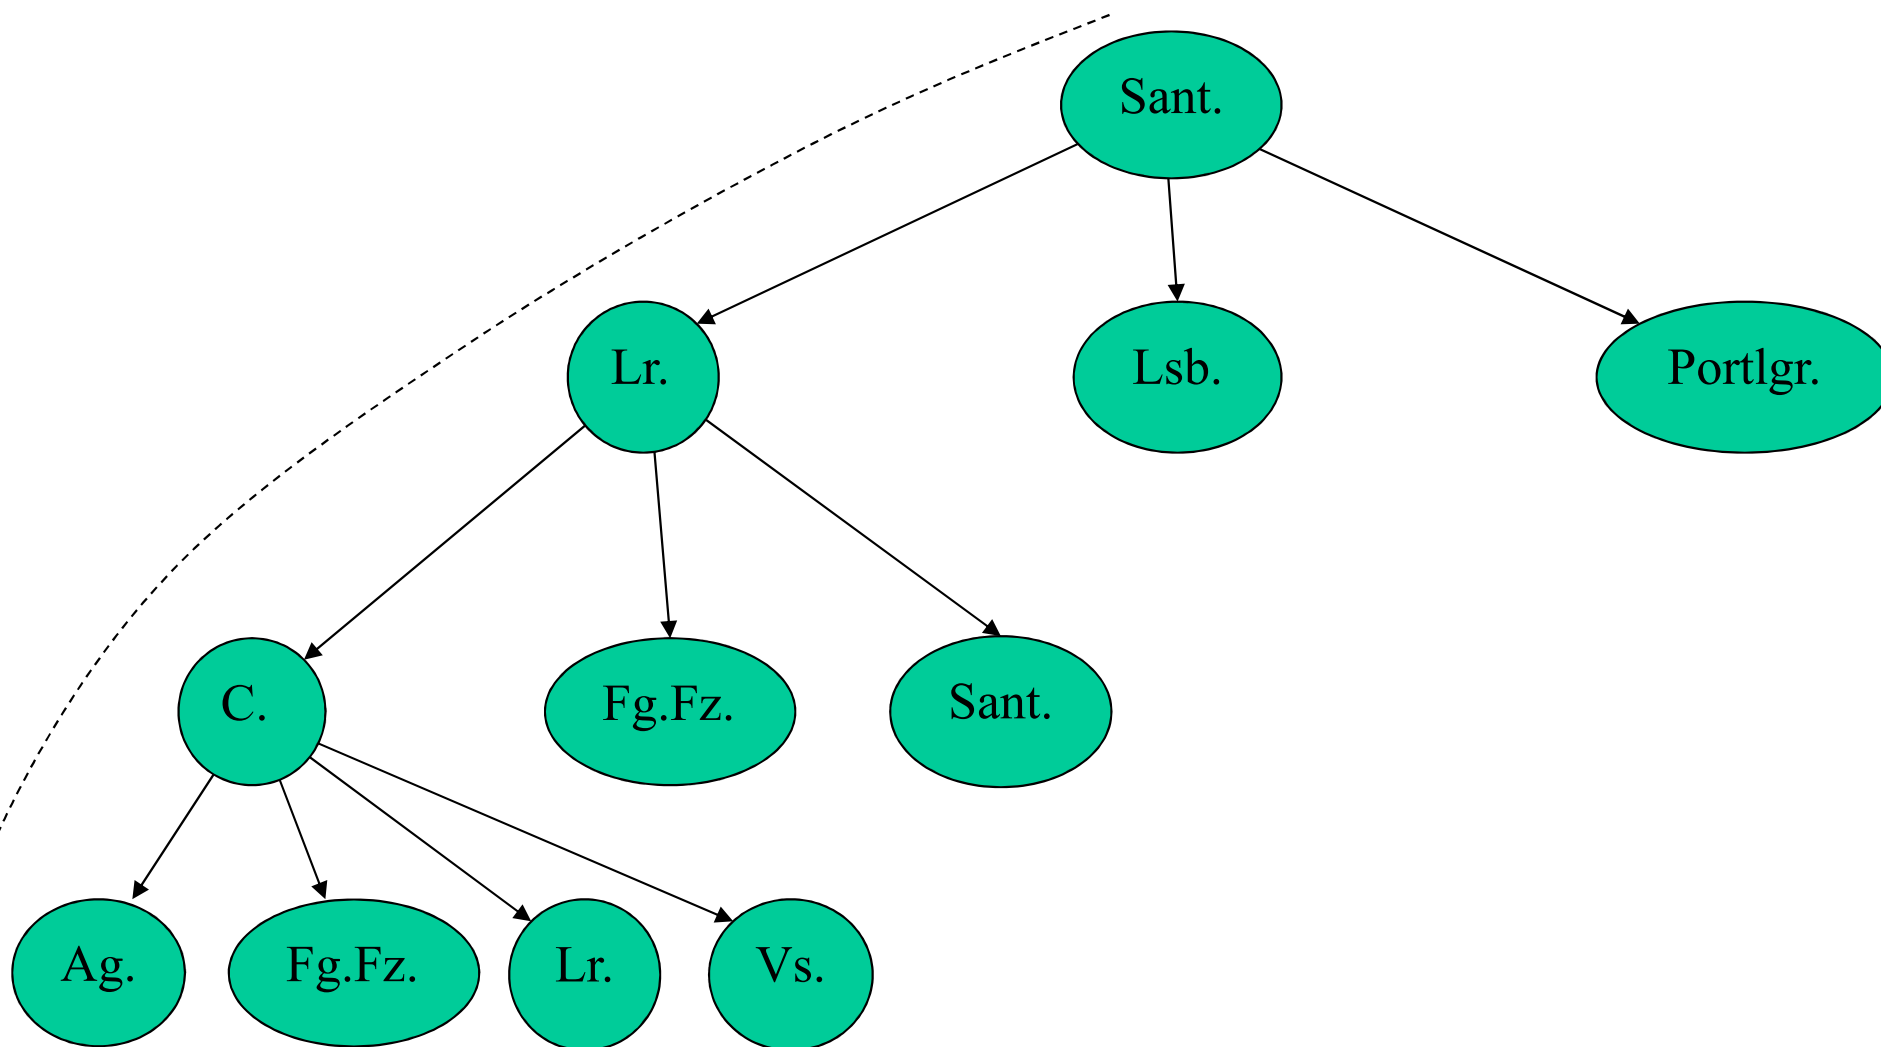 Sant.
Lr.
Lsb.
Portlgr.
C.
Fg.Fz.
Sant.
Ag.
Fg.Fz.
Lr.
Vs.